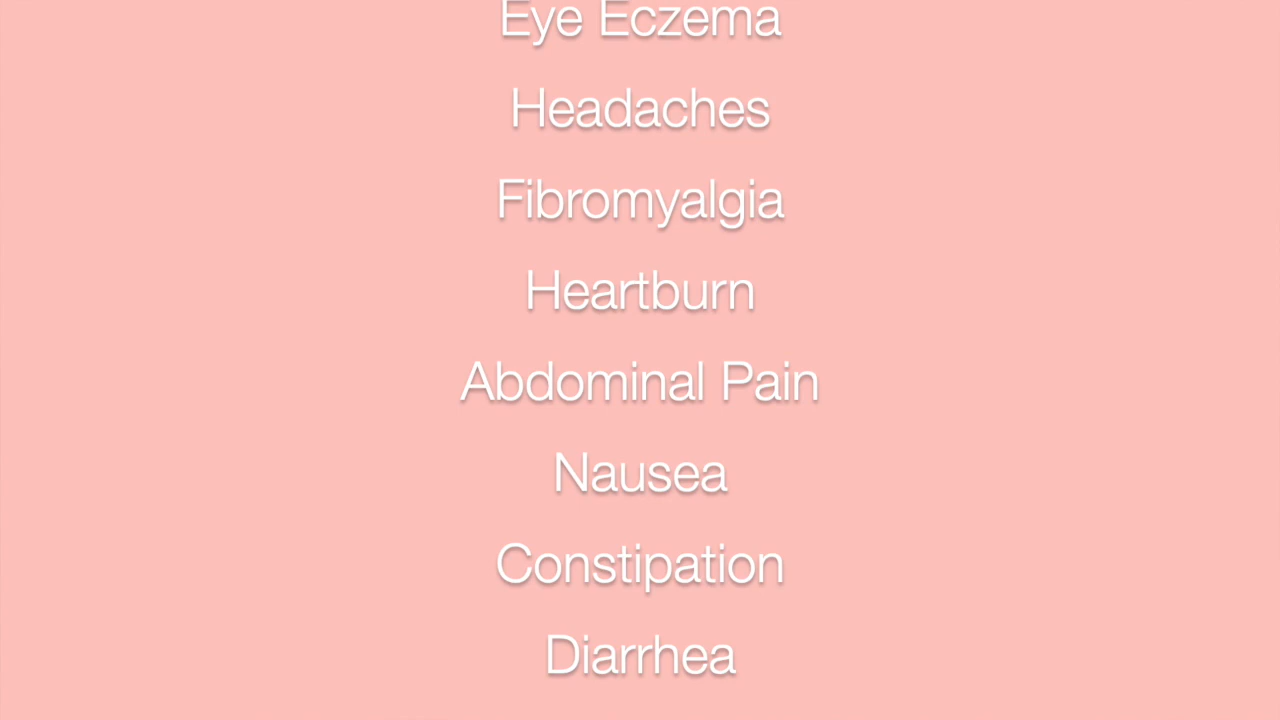 Eye Eczema
Headaches
Fibromyalgia
Heartburn
Abdominal Pain
Nausea
Constipation
Diarrhea